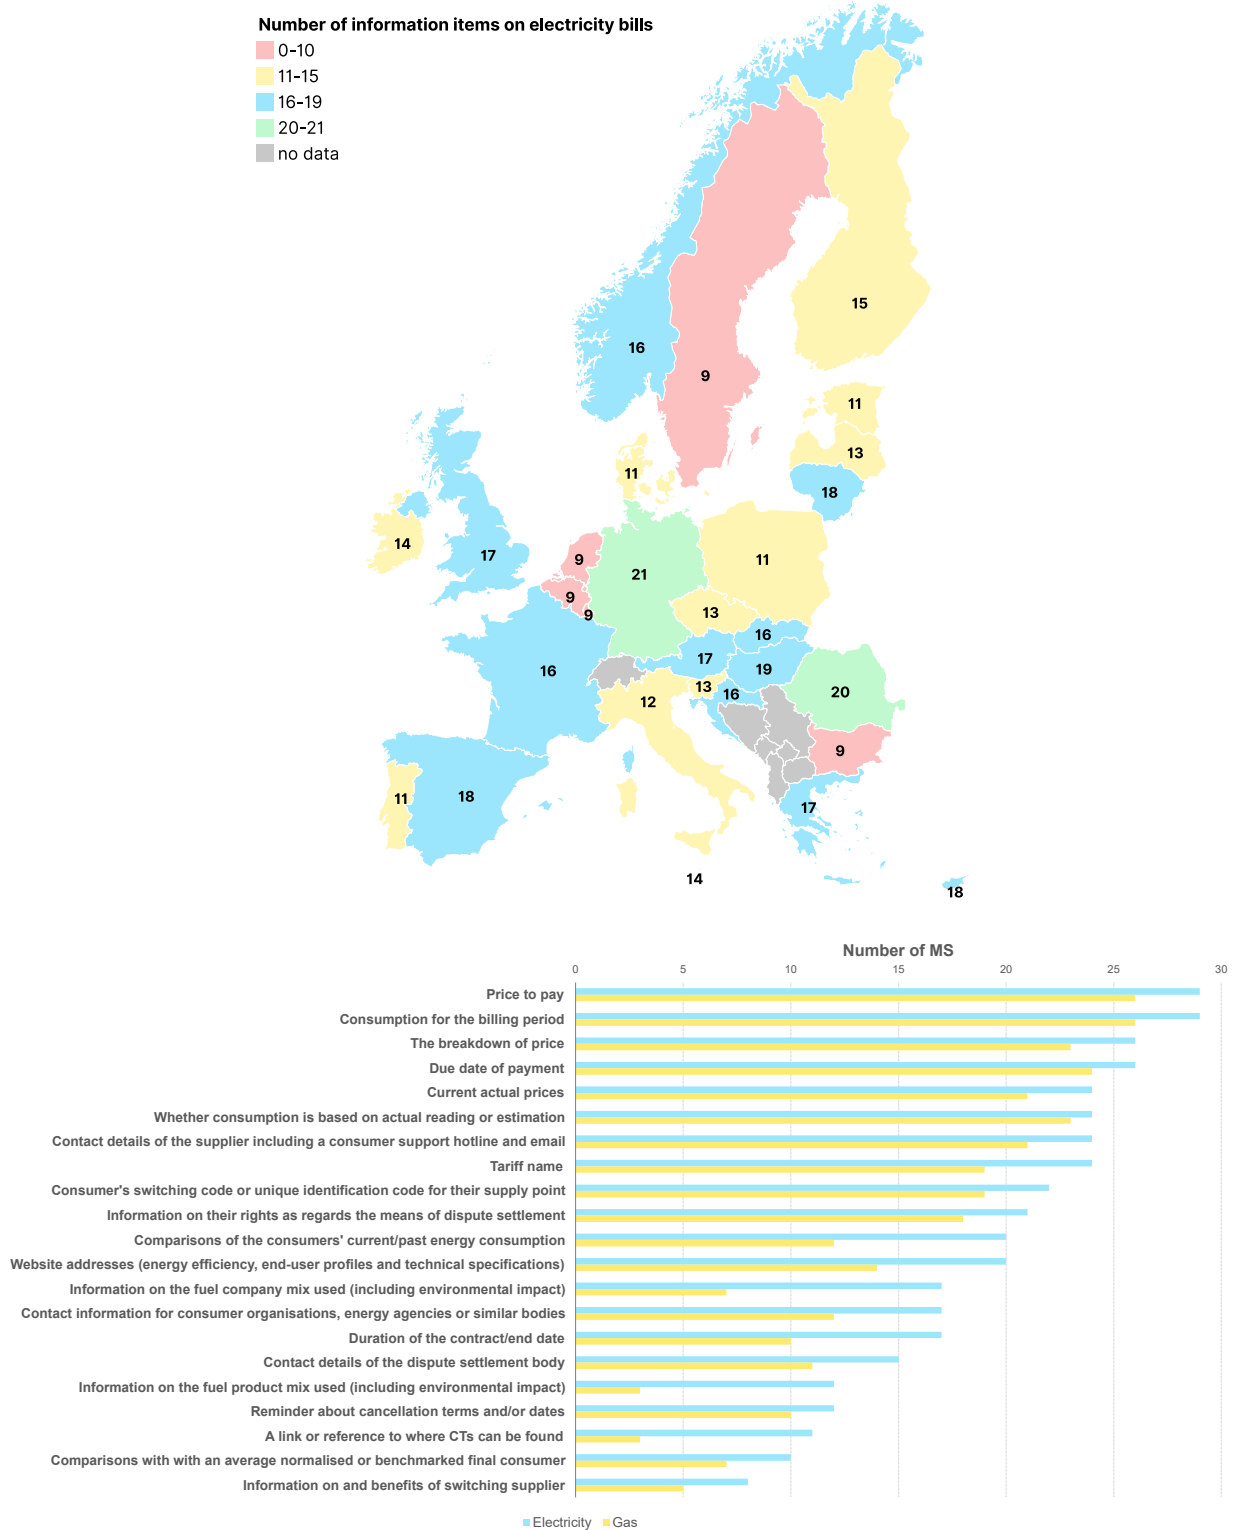 Number of information items on electricity bills
0-10
11-15
16-19
20-21
no data
15
16
9
11
13
11
18
14
17
9
21
11
9
9
13
16
17
19
16
13
12
20
9
11
18
17
14
18
Number of MS
0 5 10 15 20 25 30
Price to pay
Consumption for the billing period
The breakdown of price
Due date of payment
Current actual prices
Whether consumption is based on actual reading or estimation
Contact details of the supplier including a consumer support hotline and email
Tariff name
Consumer's switching code or unique identification code for their supply point
Information on their rights as regards the means of dispute settlement
Comparisons of the consumers' current/past energy consumption
Website addresses (energy efficiency, end-user profiles and technical specifications)
Information on the fuel company mix used (including environmental impact)
Contact information for consumer organisations, energy agencies or similar bodies
Duration of the contract/end date
Contact details of the dispute settlement body
Information on the fuel product mix used (including environmental impact)
Reminder about cancellation terms and/or dates
A link or reference to where CTs can be found
Comparisons with with an average normalised or benchmarked final consumer
Information on and benefits of switching supplier
Electricity Gas